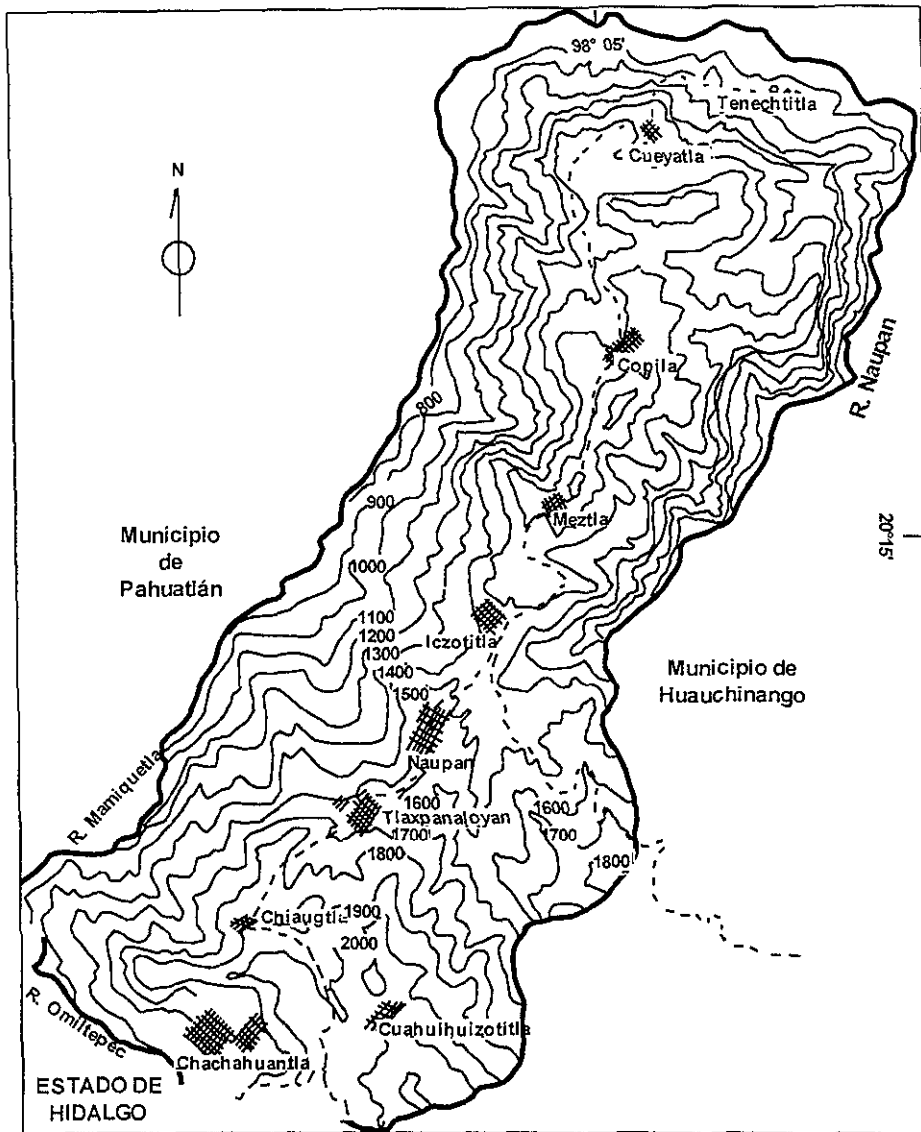 98° 05'
Tenechtitla
Cueyatla
N
Copila
R. Naupan
800
900
Meztla
Municipio
de
Pahuatlán
20°15'
1000
1100
1200
1300
1400
1500
Iczotitla
Municipio de
Huauchinango
Naupan
R. Mamiquetla
1600
Tlaxpanaloyan
1700
1800
1600
1700
1800
Chiaugtla
1900
2000
R. Omiltepec
Cuahuihuizotitla
Chachahuantla
ESTADO DE
HIDALGO